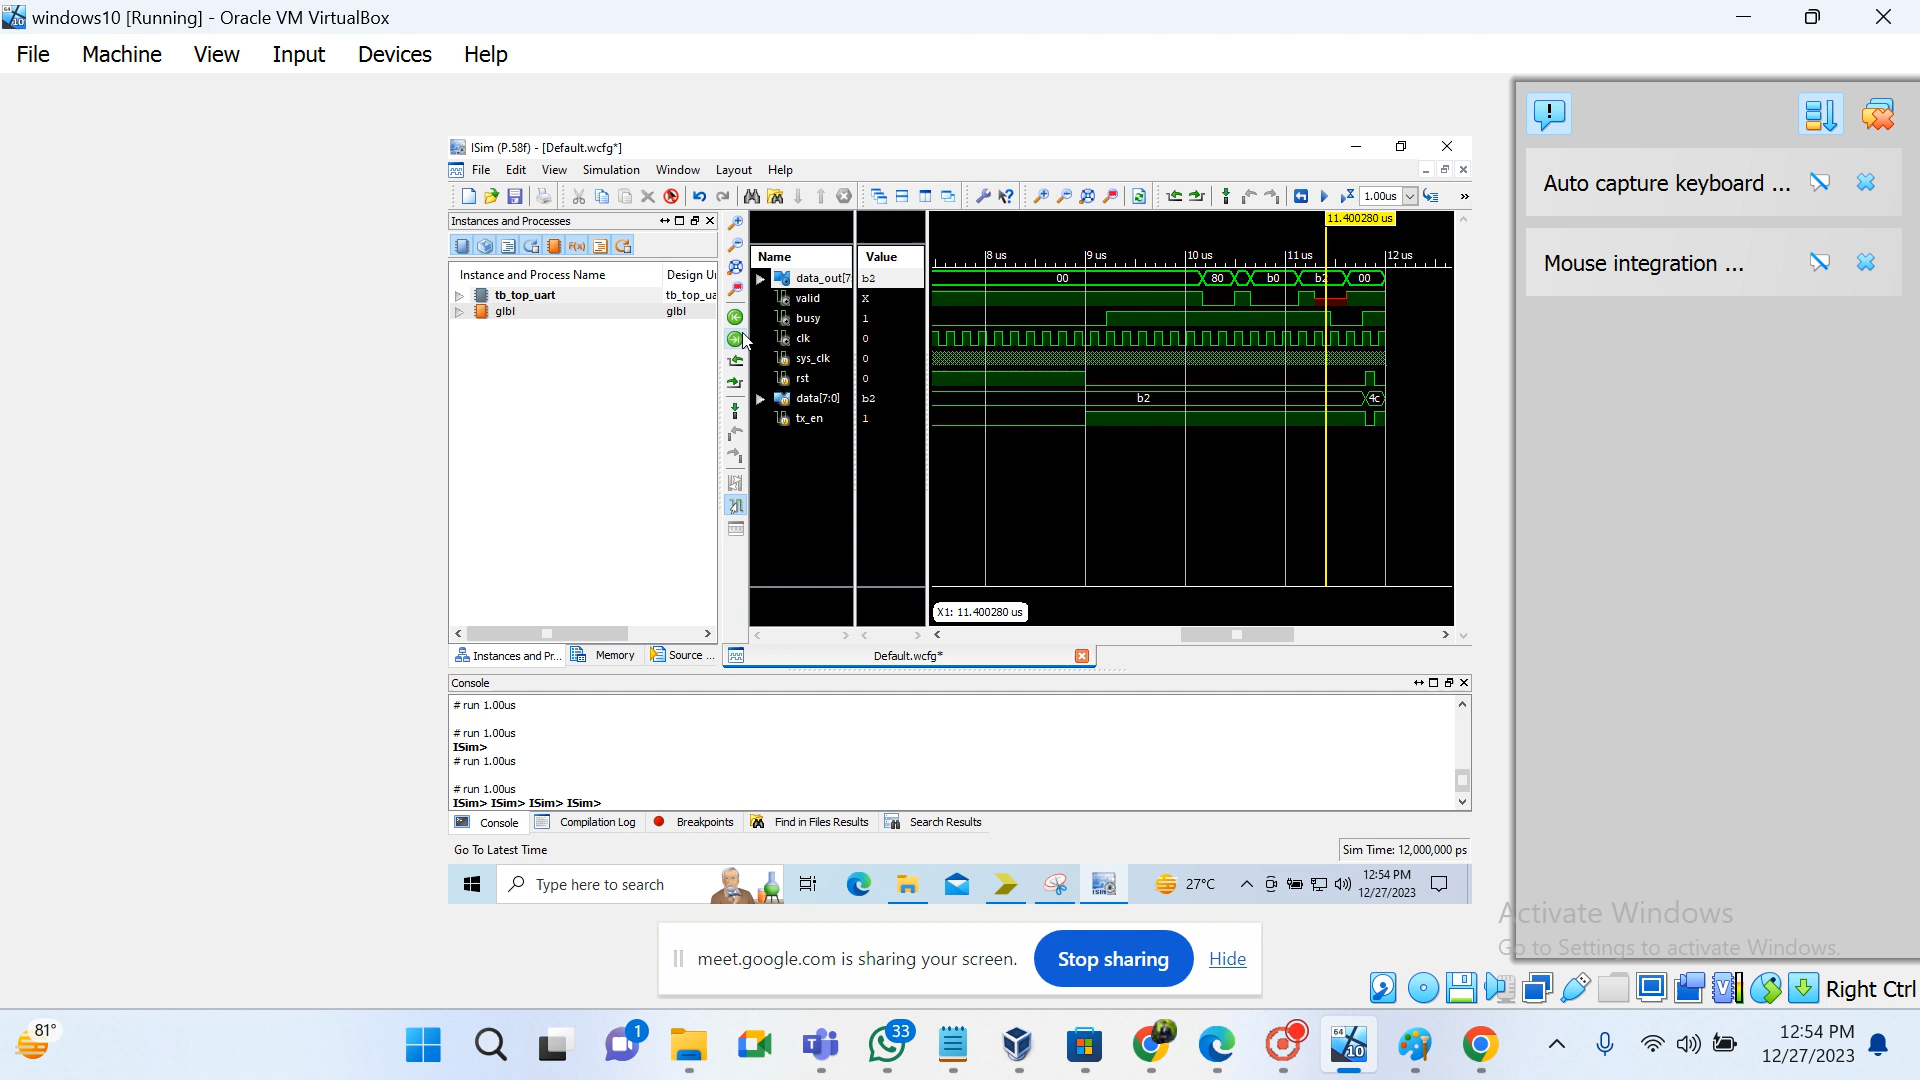 windows10 [Running] - Oracle VM VirtualBox
File Machine View Input Devices Help
Auto capture keyboard ...
Mouse integration ...
ISim (P.58f) - [Default.wcfg*]
File Edit View Simulation Window Layout Help
1.00us
Instances and Processes
Instance and Process Name
tb_top_uart tb_top_ua
glbl glbl
Name Value
data_out[7: b2
valid X
busy 1
clk 0
sys_clk 0
rst 0
data[7:0] b2
tx_en 1
11.400280 us
8 us 9 us 10 us 11 us 12 us
00 80 b0 b2 00
b2 4c
X1: 11.400280 us
Instances and Pr... Memory Source ... Default.wcfg*
Console
# run 1.00us
# run 1.00us
ISim>
# run 1.00us
# run 1.00us
ISim> ISim> ISim> ISim>
Console Compilation Log Breakpoints Find in Files Results Search Results
Go To Latest Time Sim Time: 12,000,000 ps
Type here to search 27°C 12:54 PM
12/27/2023
Activate Windows
Go to Settings to activate Windows.
meet.google.com is sharing your screen. Stop sharing Hide
Right Ctrl
81° 1 33 64 10 12:54 PM
12/27/2023